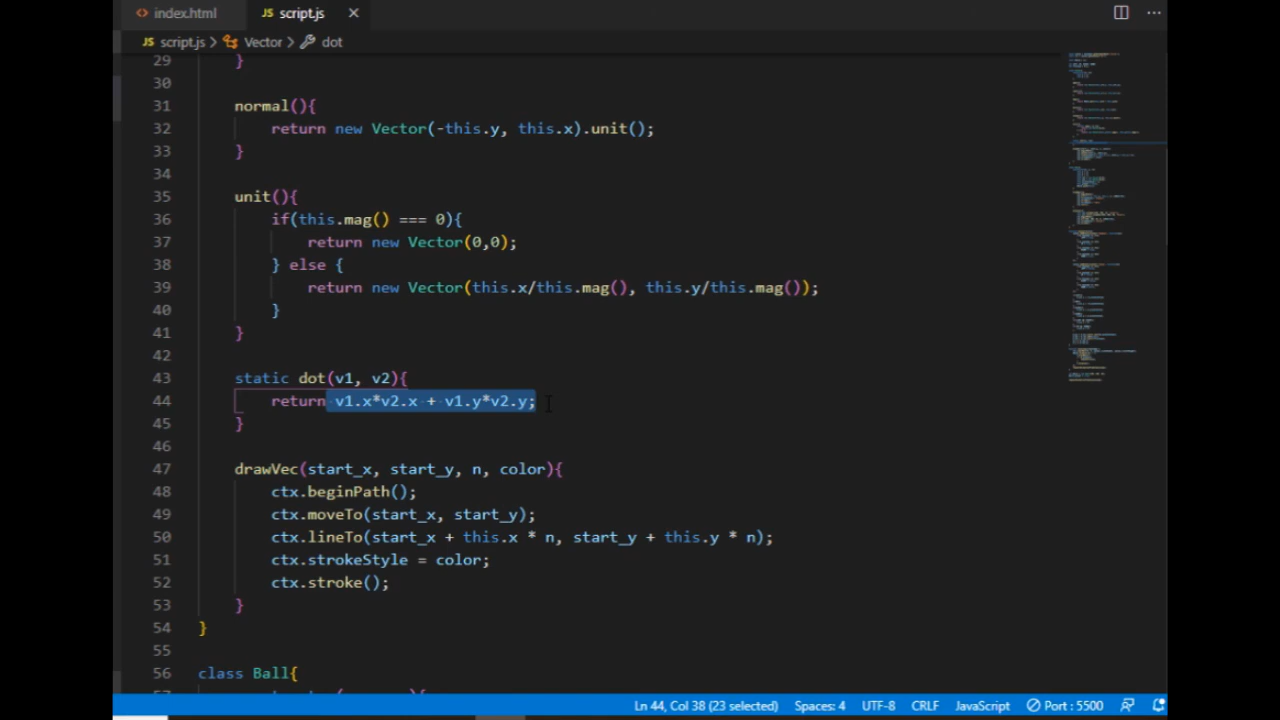 index.html JS script.js
JS script.js > Vector > dot
29 }
30
31 normal(){
32 return new Vector(-this.y, this.x).unit();
33 }
34
35 unit(){
36 if(this.mag() === 0){
37 return new Vector(0,0);
38 } else {
39 return new Vector(this.x/this.mag(), this.y/this.mag());
40 }
41 }
42
43 static dot(v1, v2){
44 return v1.x*v2.x + v1.y*v2.y;
45 }
46
47 drawVec(start_x, start_y, n, color){
48 ctx.beginPath();
49 ctx.moveTo(start_x, start_y);
50 ctx.lineTo(start_x + this.x * n, start_y + this.y * n);
51 ctx.strokeStyle = color;
52 ctx.stroke();
53 }
54 }
55
56 class Ball{
Ln 44, Col 38 (23 selected) Spaces: 4 UTF-8 CRLF JavaScript Port : 5500